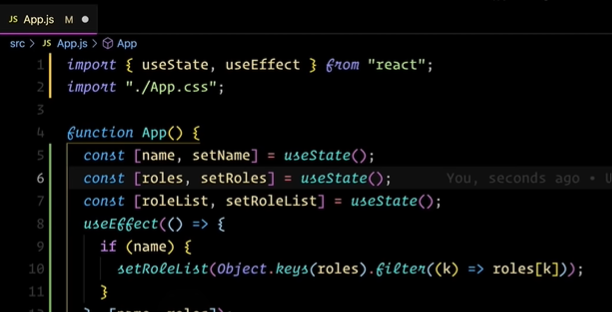 JS App.js M
src > JS App.js > App
1 import { useState, useEffect } from "react";
2 import "./App.css";
3
4 function App() {
5 const [name, setName] = useState();
6 const [roles, setRoles] = useState(); You, seconds ago • U
7 const [roleList, setRoleList] = useState();
8 useEffect(() => {
9 if (name) {
10 setRoleList(Object.keys(roles).filter((k) => roles[k]));
11 }